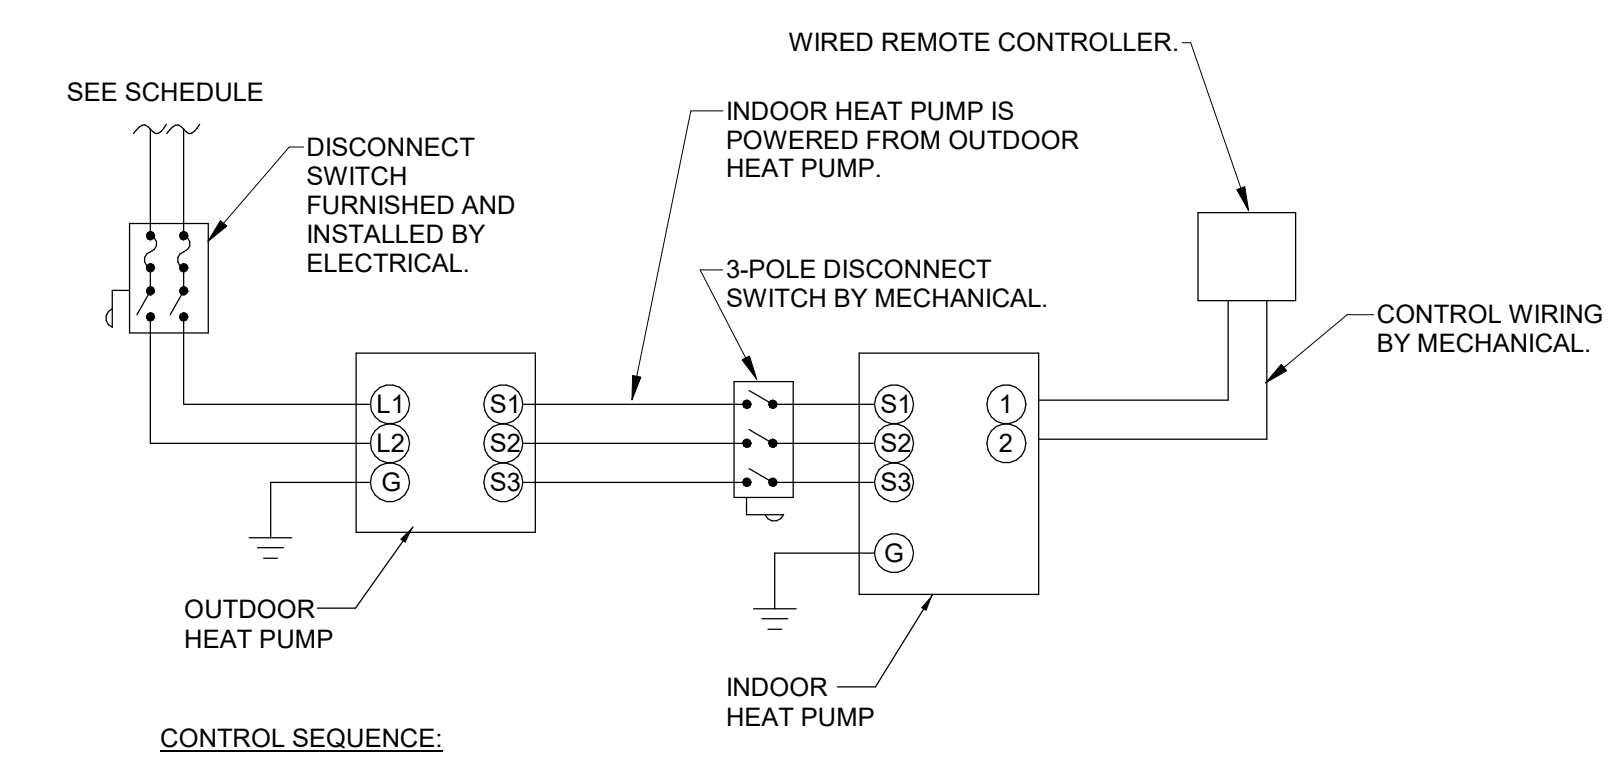 WIRED REMOTE CONTROLLER.
SEE SCHEDULE
INDOOR HEAT PUMP IS
POWERED FROM OUTDOOR
HEAT PUMP.
DISCONNECT
SWITCH
FURNISHED AND
INSTALLED BY
ELECTRICAL.
3-POLE DISCONNECT
SWITCH BY MECHANICAL.
CONTROL WIRING
BY MECHANICAL.
L1
L2
G
S1
S2
S3
S1
S2
S3
G
1
2
OUTDOOR
HEAT PUMP
INDOOR
HEAT PUMP
CONTROL SEQUENCE: